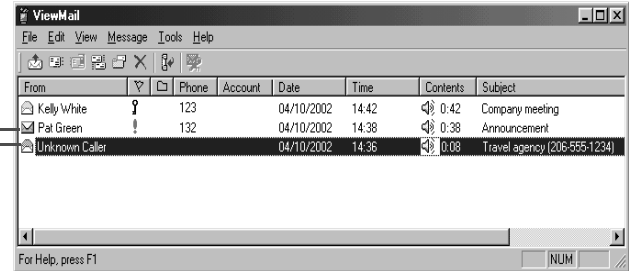 ViewMail
File Edit View Message Tools Help
From Phone Account Date Time Contents Subject
Kelly White 123 04/10/2002 14:42 0:42 Company meeting
Pat Green 132 04/10/2002 14:38 0:38 Announcement
Unknown Caller 04/10/2002 14:36 0:08 Travel agency (206-555-1234)
For Help, press F1 NUM